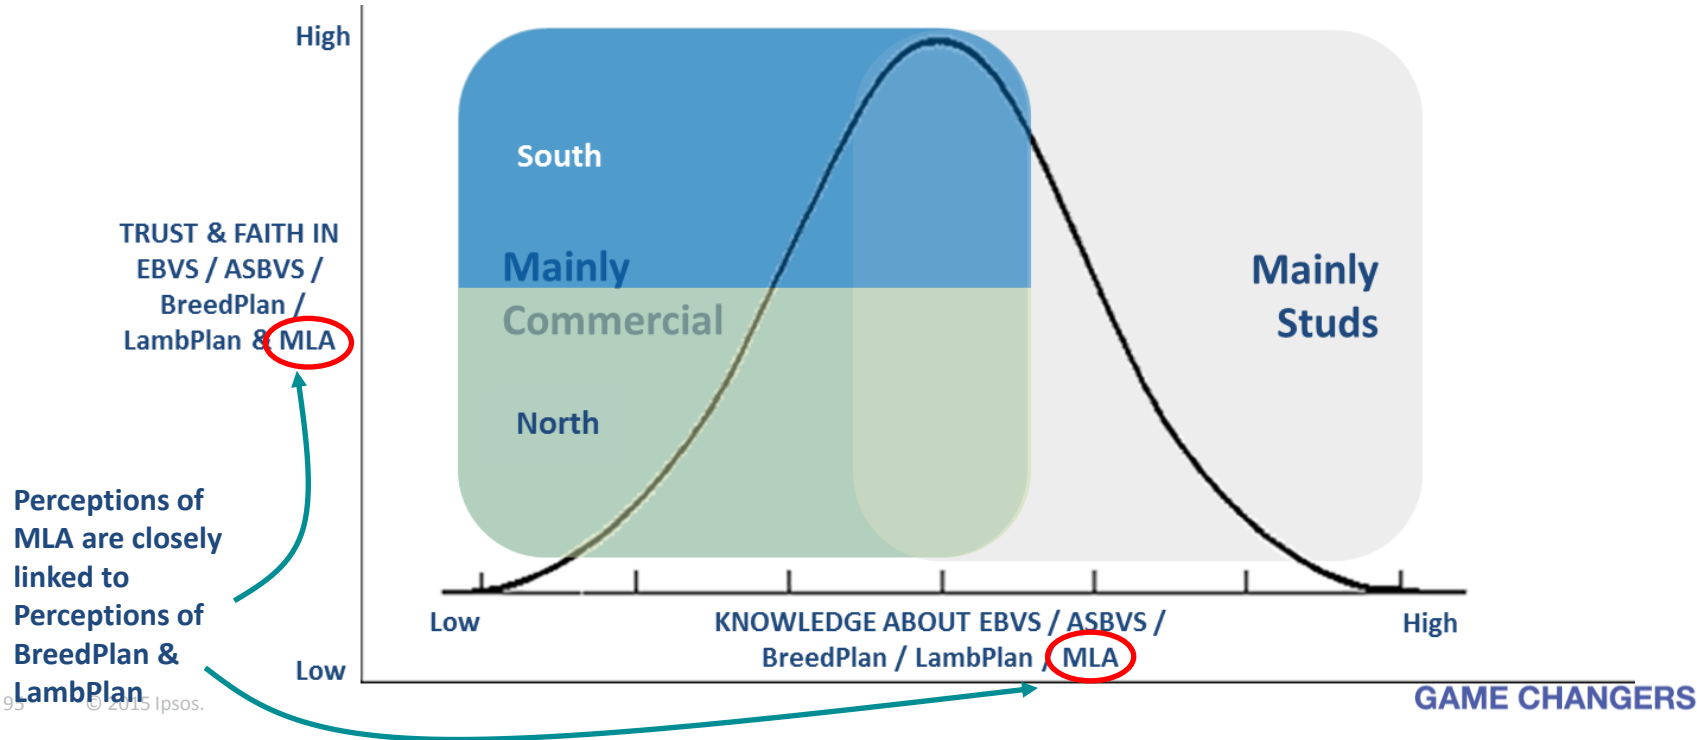 High
South
TRUST & FAITH IN
EBVS / ASBVS /
BreedPlan /
LambPlan & MLA
Mainly
Commercial
Mainly
Studs
North
Perceptions of
MLA are closely
linked to
Perceptions of
BreedPlan &
LambPlan
Low
KNOWLEDGE ABOUT EBVS / ASBVS /
BreedPlan / LambPlan / MLA
High
Low
95 © 2015 Ipsos.
GAME CHANGERS